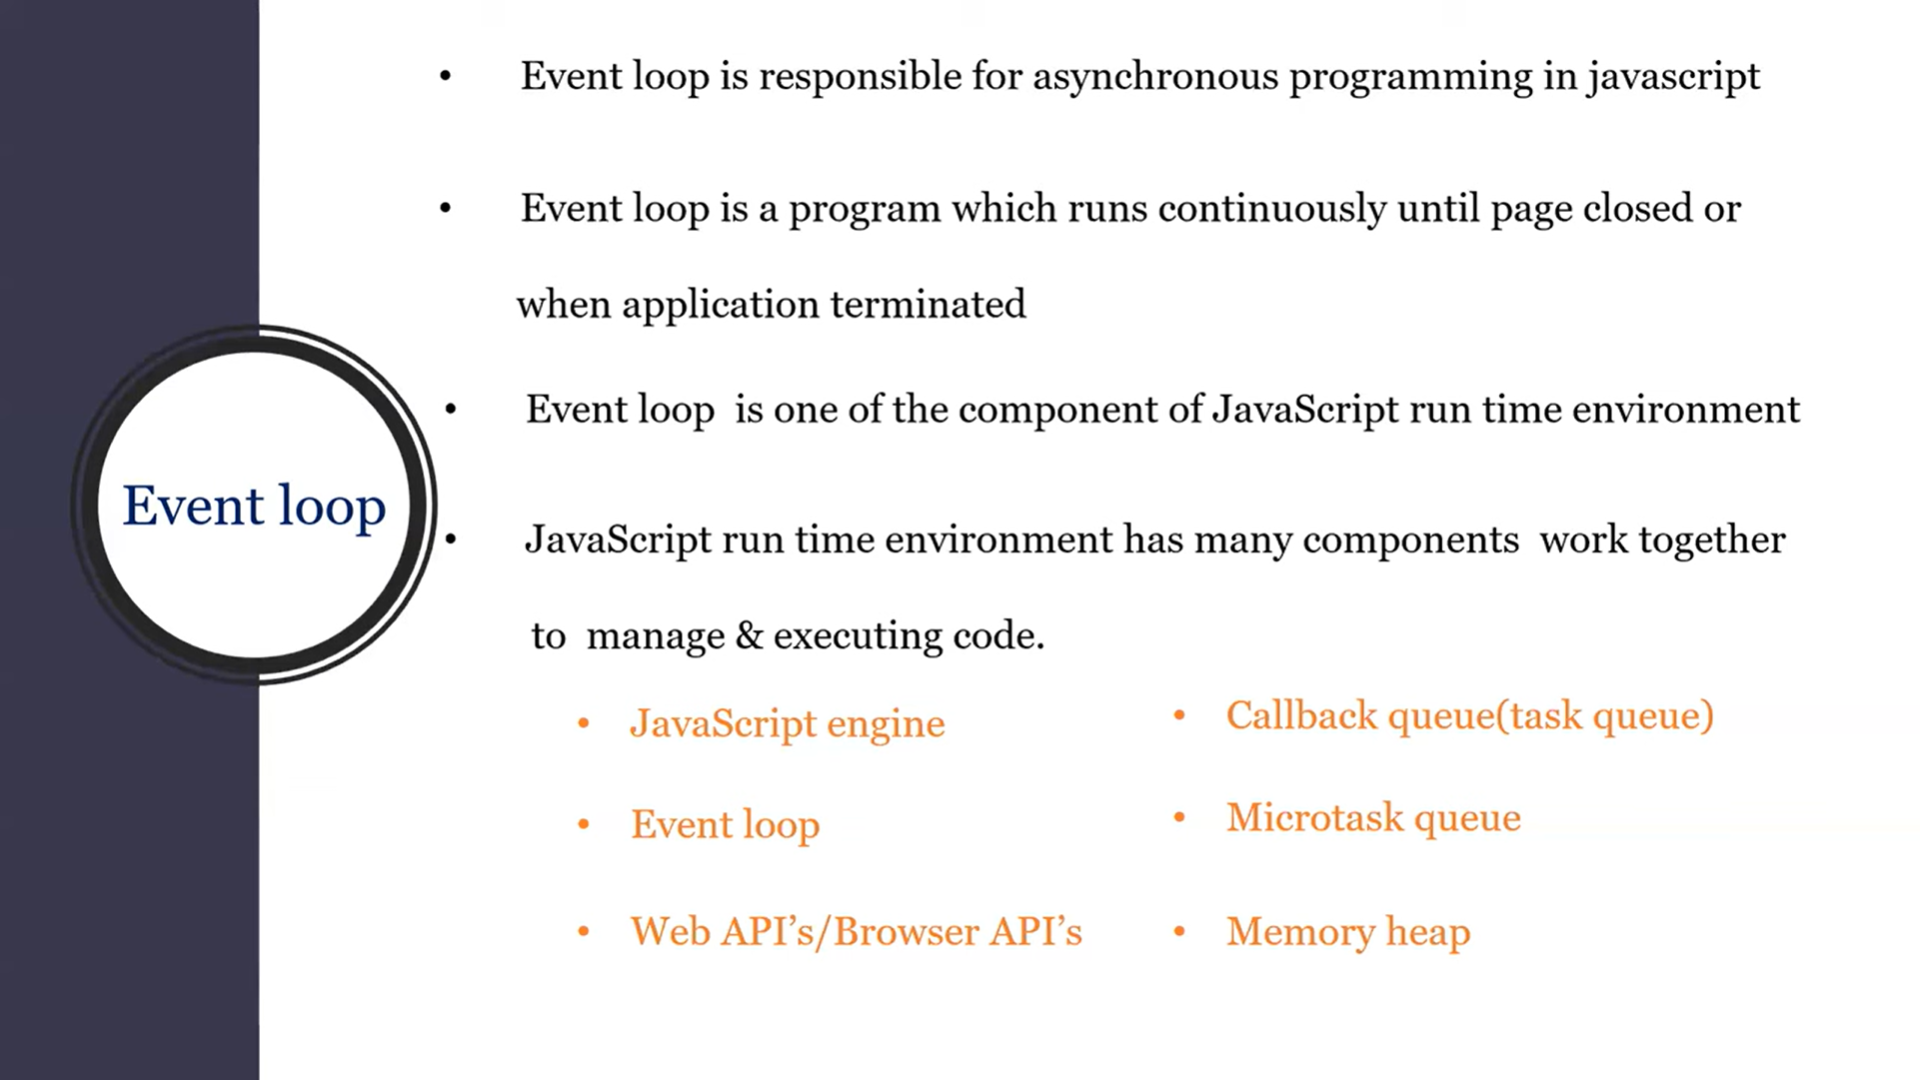 Event loop
• Event loop is responsible for asynchronous programming in javascript
• Event loop is a program which runs continuously until page closed or
when application terminated
• Event loop is one of the component of JavaScript run time environment
• JavaScript run time environment has many components work together
to manage & executing code.
• JavaScript engine
• Event loop
• Web API’s/Browser API’s
• Callback queue(task queue)
• Microtask queue
• Memory heap